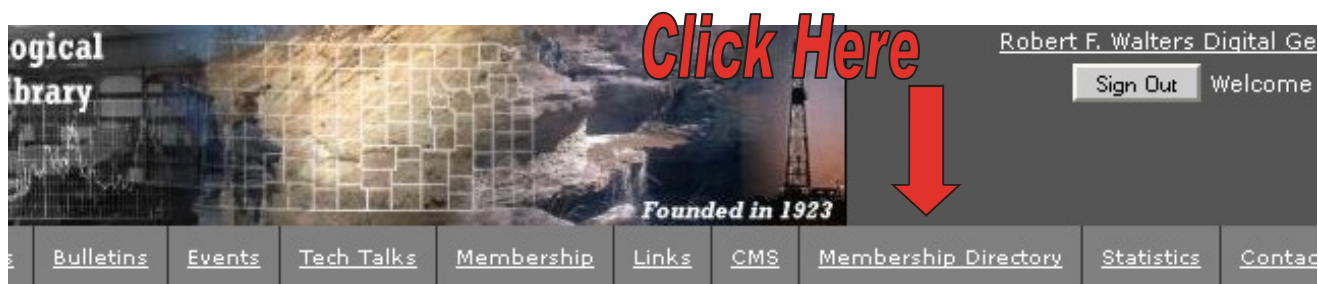 ogical
brary
Click Here
Robert F. Walters Digital Ge
Sign Out Welcome
Founded in 1923
s Bulletins Events Tech Talks Membership Links CMS Membership Directory Statistics Contac